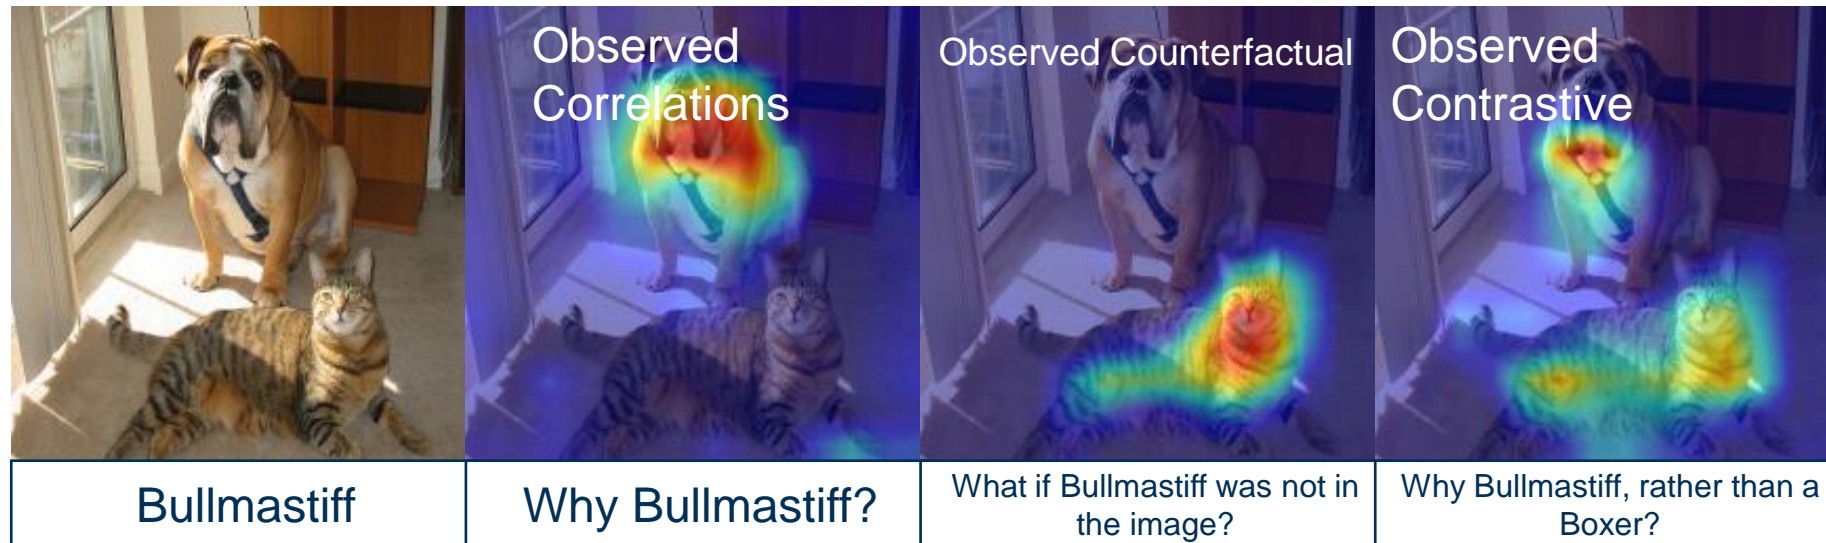 Observed
Correlations
Observed Counterfactual
Observed
Contrastive
Bullmastiff
Why Bullmastiff?
What if Bullmastiff was not in
the image?
Why Bullmastiff, rather than a
Boxer?